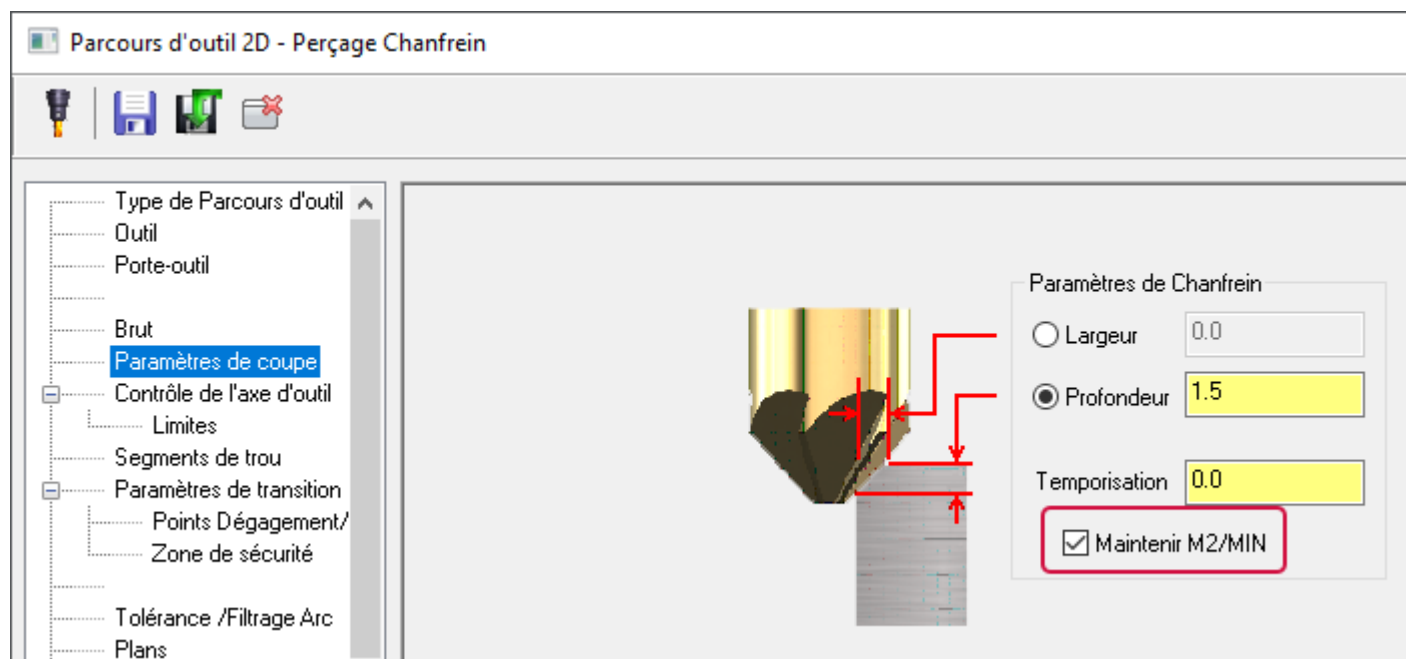 Parcours d'outil 2D - Perçage Chanfrein
Type de Parcours d'outil
Outil
Porte-outil
Brut
Paramètres de coupe
Contrôle de l'axe d'outil
Limites
Segments de trou
Paramètres de transition
Points Dégagement/
Zone de sécurité
Tolérance /Filtrage Arc
Plans
Paramètres de Chanfrein
Largeur 0.0
Profondeur 1.5
Temporisation 0.0
Maintenir M2/MIN